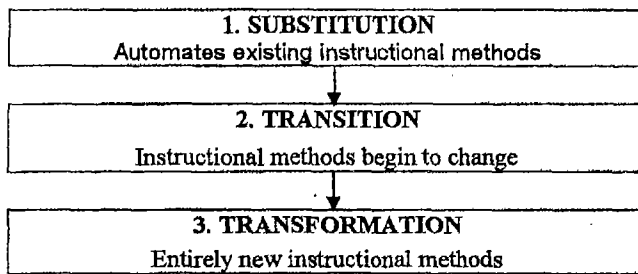 1. SUBSTITUTION
Automates existing instructional methods
2. TRANSITION
Instructional methods begin to change
3. TRANSFORMATION
Entirely new instructional methods